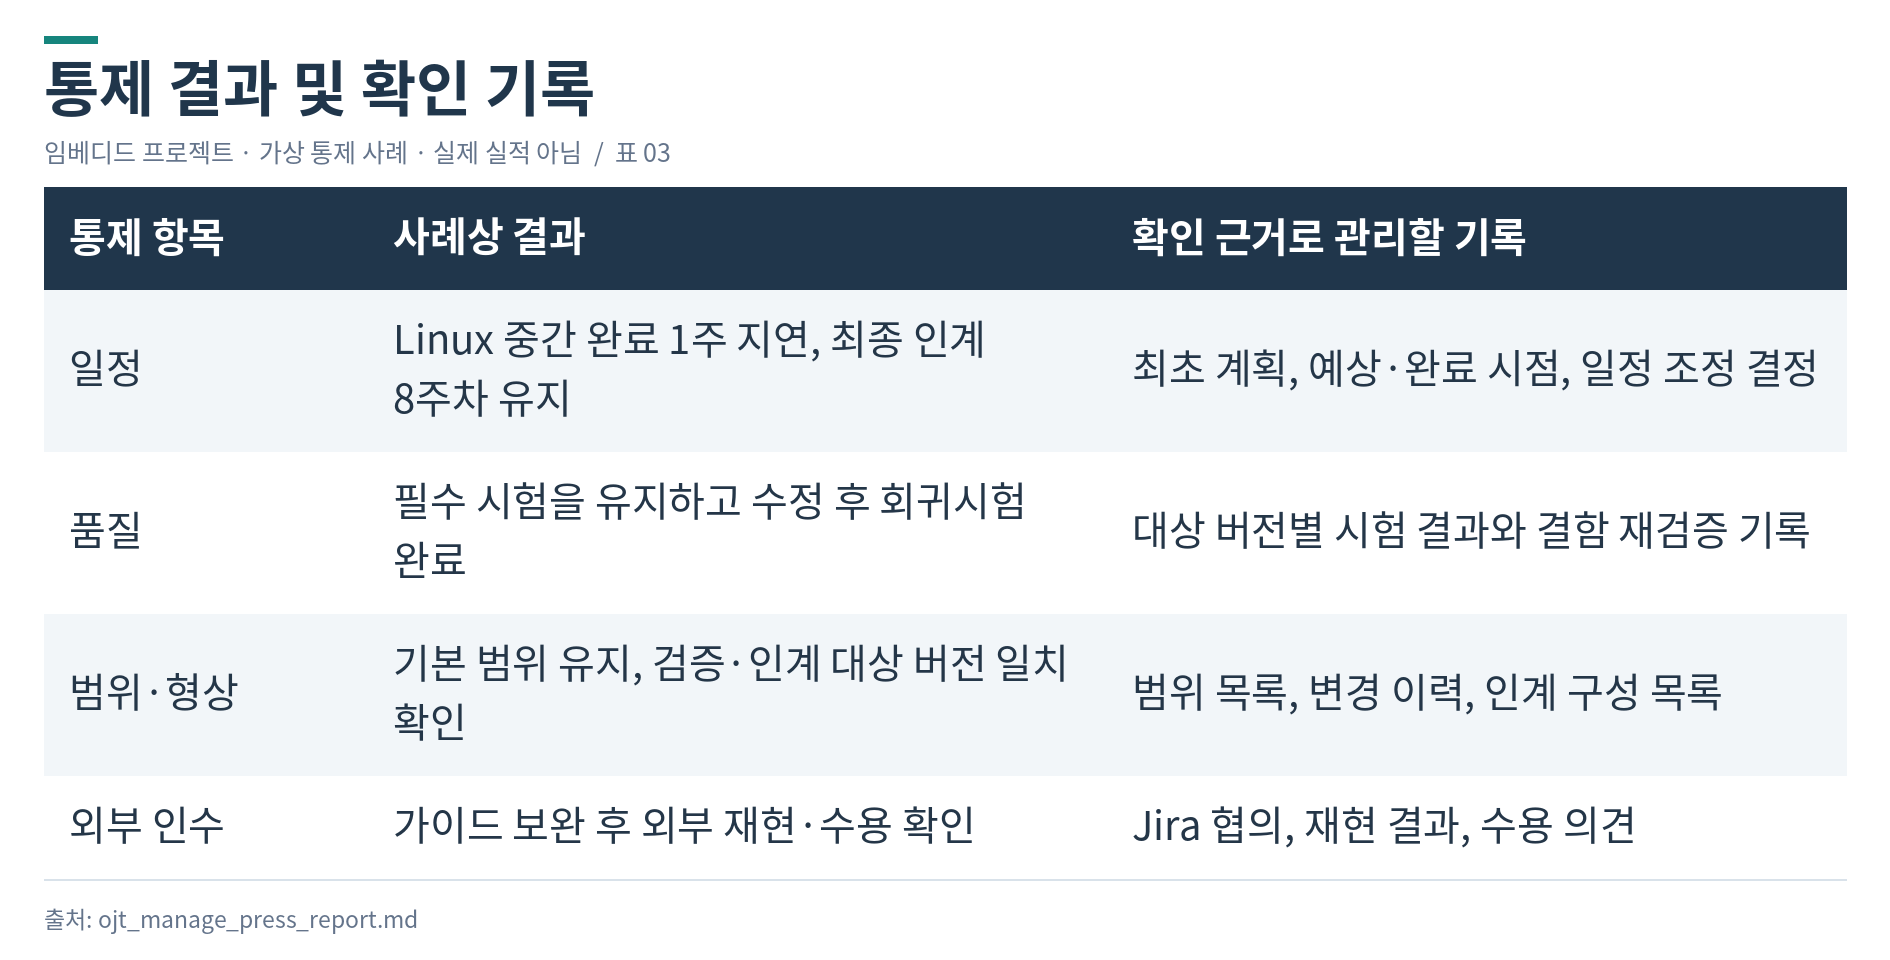 통제 결과 및 확인 기록
임베디드 프로젝트 · 가상 통제 사례 · 실제 실적 아님 / 표 03
통제 항목 사례상 결과 확인 근거로 관리할 기록
일정
Linux 중간 완료 1주 지연, 최종 인계
8주차 유지
최초 계획, 예상·완료 시점, 일정 조정 결정
품질
필수 시험을 유지하고 수정 후 회귀시험
완료
대상 버전별 시험 결과와 결함 재검증 기록
범위·형상
기본 범위 유지, 검증·인계 대상 버전 일치
확인
범위 목록, 변경 이력, 인계 구성 목록
외부 인수 가이드 보완 후 외부 재현·수용 확인 Jira 협의, 재현 결과, 수용 의견
출처: ojt_manage_press_report.md